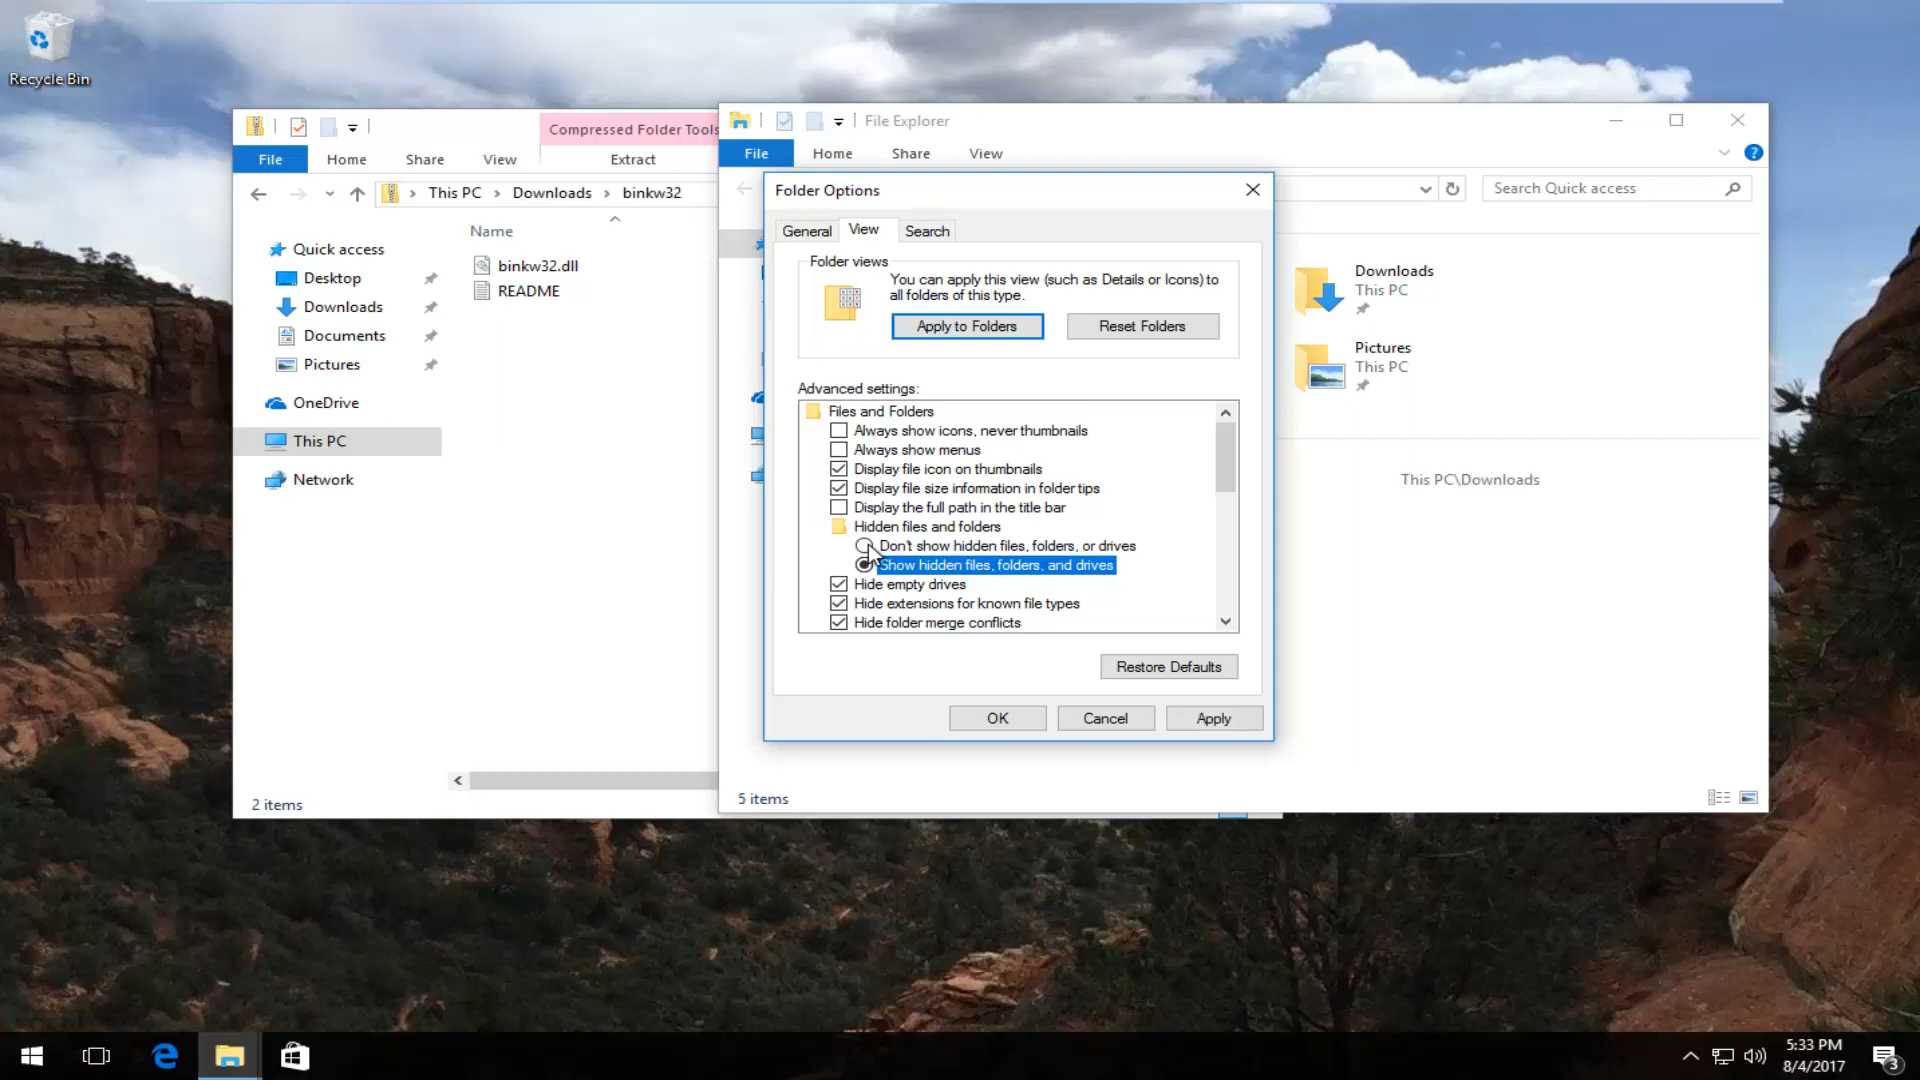 Recycle Bin
Compressed Folder Tools
File
Home
Share
View
Extract
This PC
Downloads
binkw32
Name
Quick access
Desktop
Downloads
Documents
Pictures
OneDrive
This PC
Network
binkw32.dll
README
2 items
File Explorer
File
Home
Share
View
Search Quick access
Downloads
This PC
Pictures
This PC
This PC\Downloads
5 items
Folder Options
General
View
Search
Folder views
You can apply this view (such as Details or Icons) to
all folders of this type.
Apply to Folders
Reset Folders
Advanced settings:
Files and Folders
Always show icons, never thumbnails
Always show menus
Display file icon on thumbnails
Display file size information in folder tips
Display the full path in the title bar
Hidden files and folders
Don't show hidden files, folders, or drives
Show hidden files, folders, and drives
Hide empty drives
Hide extensions for known file types
Hide folder merge conflicts
Restore Defaults
OK
Cancel
Apply
5:33 PM
8/4/2017
3